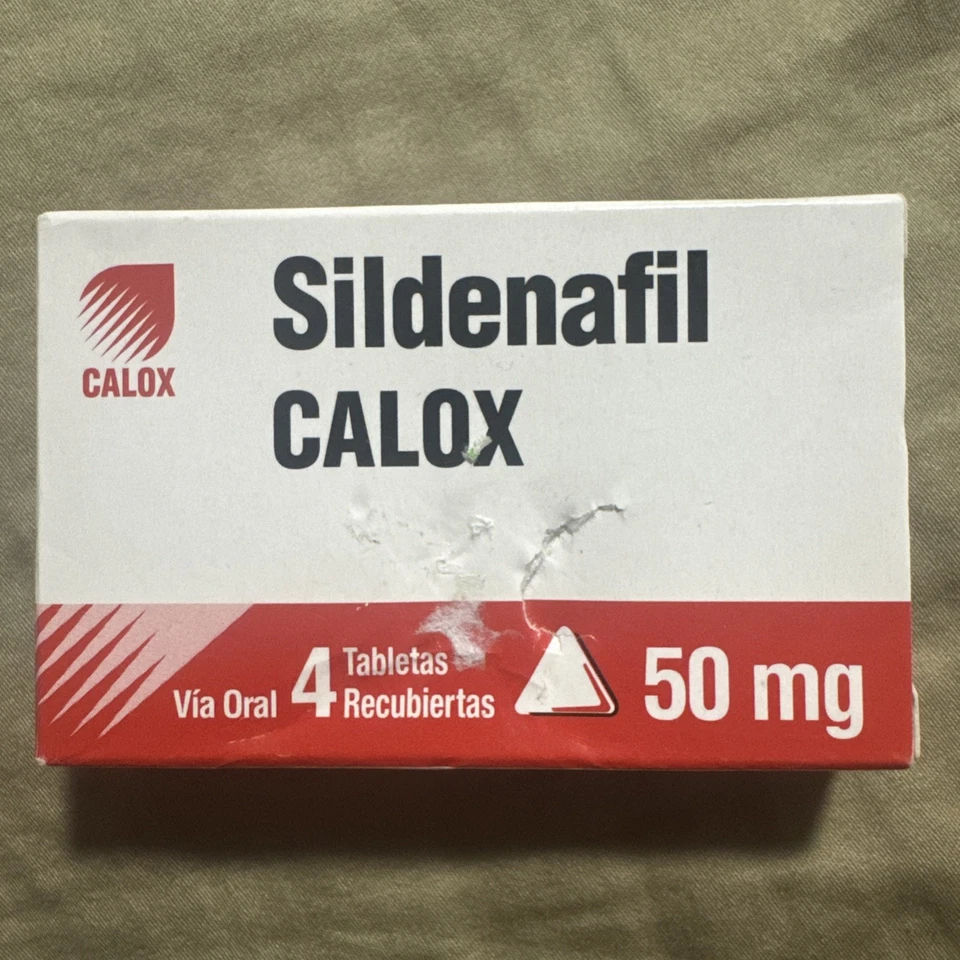 CALOX
Sildenafil
CALOX
Vía Oral 4 Tabletas
Recubiertas
50 mg